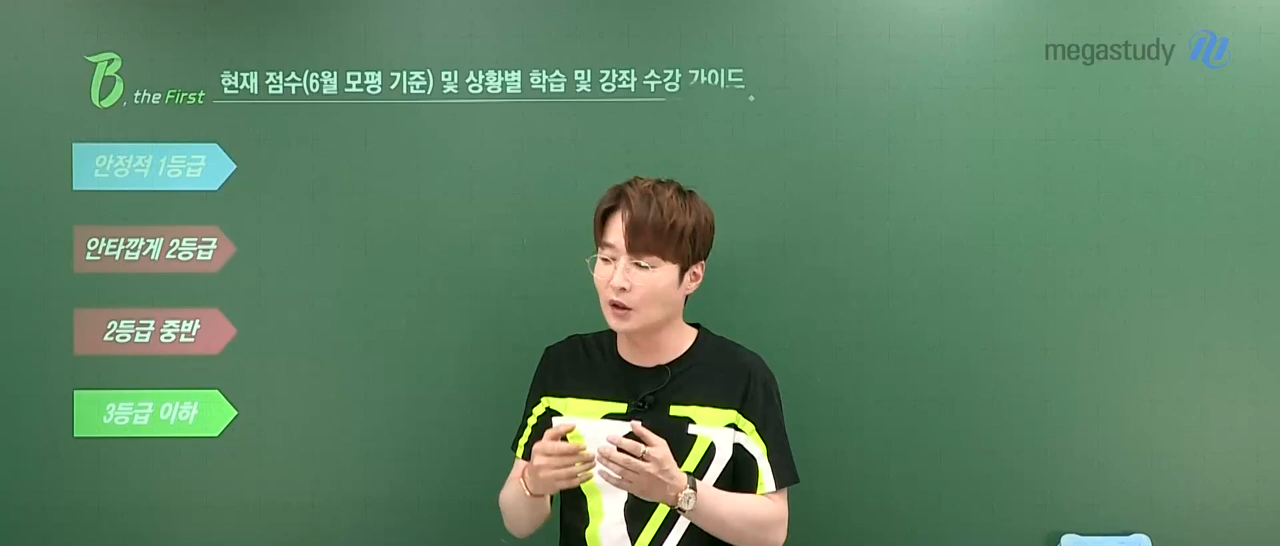 megastudy
B, the First
현재 점수(6월 모평 기준) 및 상황별 학습 및 강좌 수강 가이드
안정적 1등급
안타깝게 2등급
2등급 중반
3등급 이하